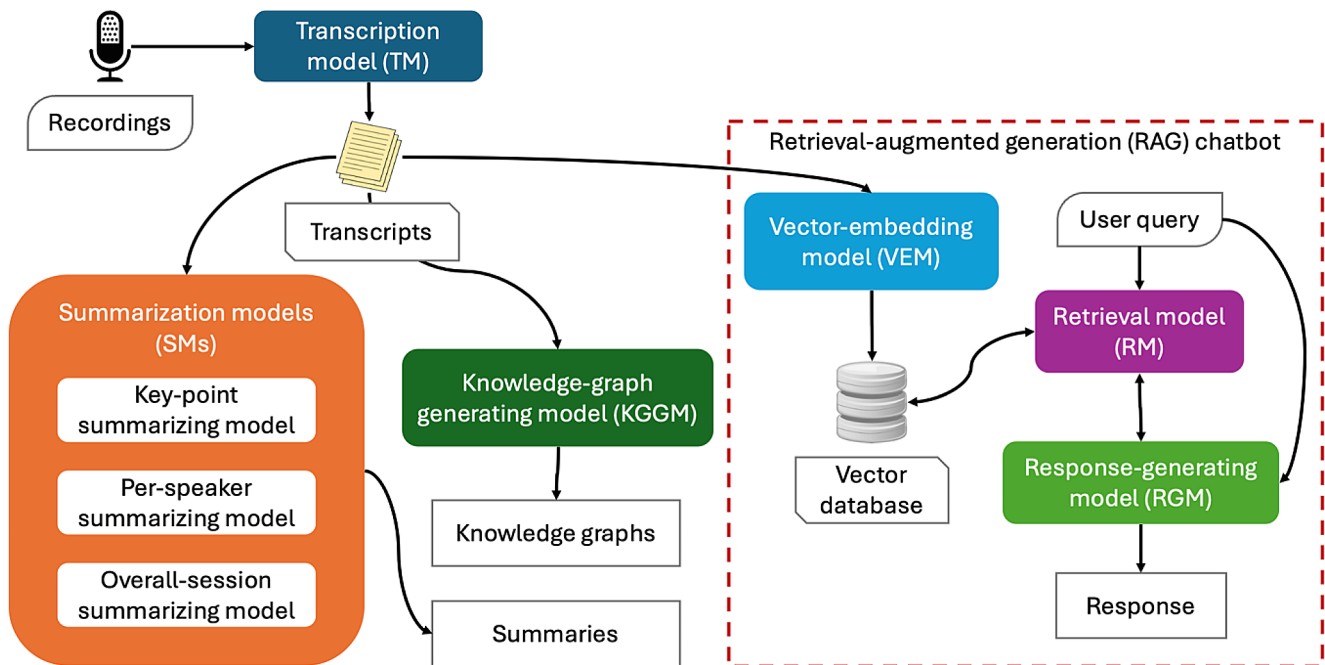 Transcription
model (TM)
Recordings
Transcripts
Summarization models
(SMs)
Key-point
summarizing model
Per-speaker
summarizing model
Overall-session
summarizing model
Knowledge-graph
generating model (KGGM)
Knowledge graphs
Summaries
Retrieval-augmented generation (RAG) chatbot
Vector-embedding
model (VEM)
Vector
database
User query
Retrieval model
(RM)
Response-generating
model (RGM)
Response